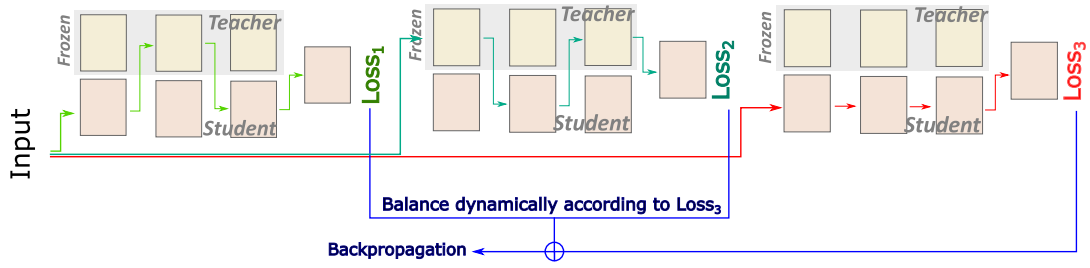 Input
Frozen
Teacher
Student
Loss1
Frozen
Teacher
Student
Loss2
Frozen
Teacher
Student
Loss3
Balance dynamically according to Loss3
Backpropagation